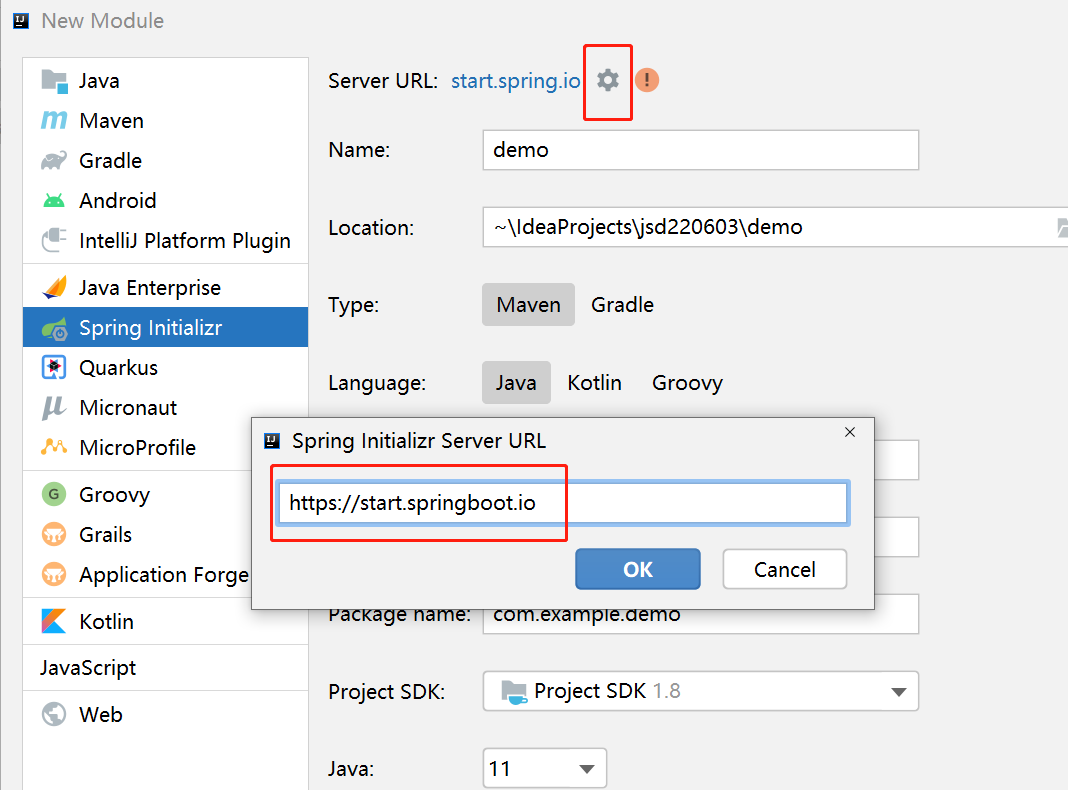 New Module
Java
Maven
Gradle
Android
IntelliJ Platform Plugin
Java Enterprise
Spring Initializr
Quarkus
Micronaut
MicroProfile
Groovy
Grails
Application Forge
Kotlin
JavaScript
Web
Server URL: start.spring.io
Name: demo
Location: ~\IdeaProjects\jsd220603\demo
Type: Maven Gradle
Language: Java Kotlin Groovy
Spring Initializr Server URL
https://start.springboot.io
OK Cancel
Package name: com.example.demo
Project SDK: Project SDK 1.8
Java: 11